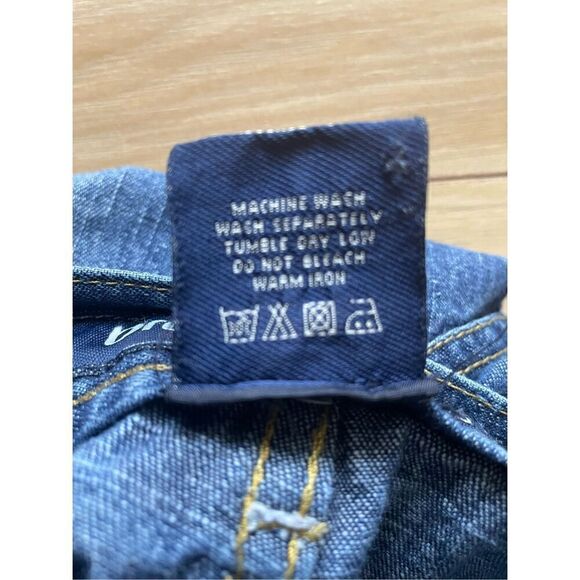 MACHINE WASH
WASH SEPARATELY
TUMBLE DRY LOW
DO NOT BLEACH
WARM IRON